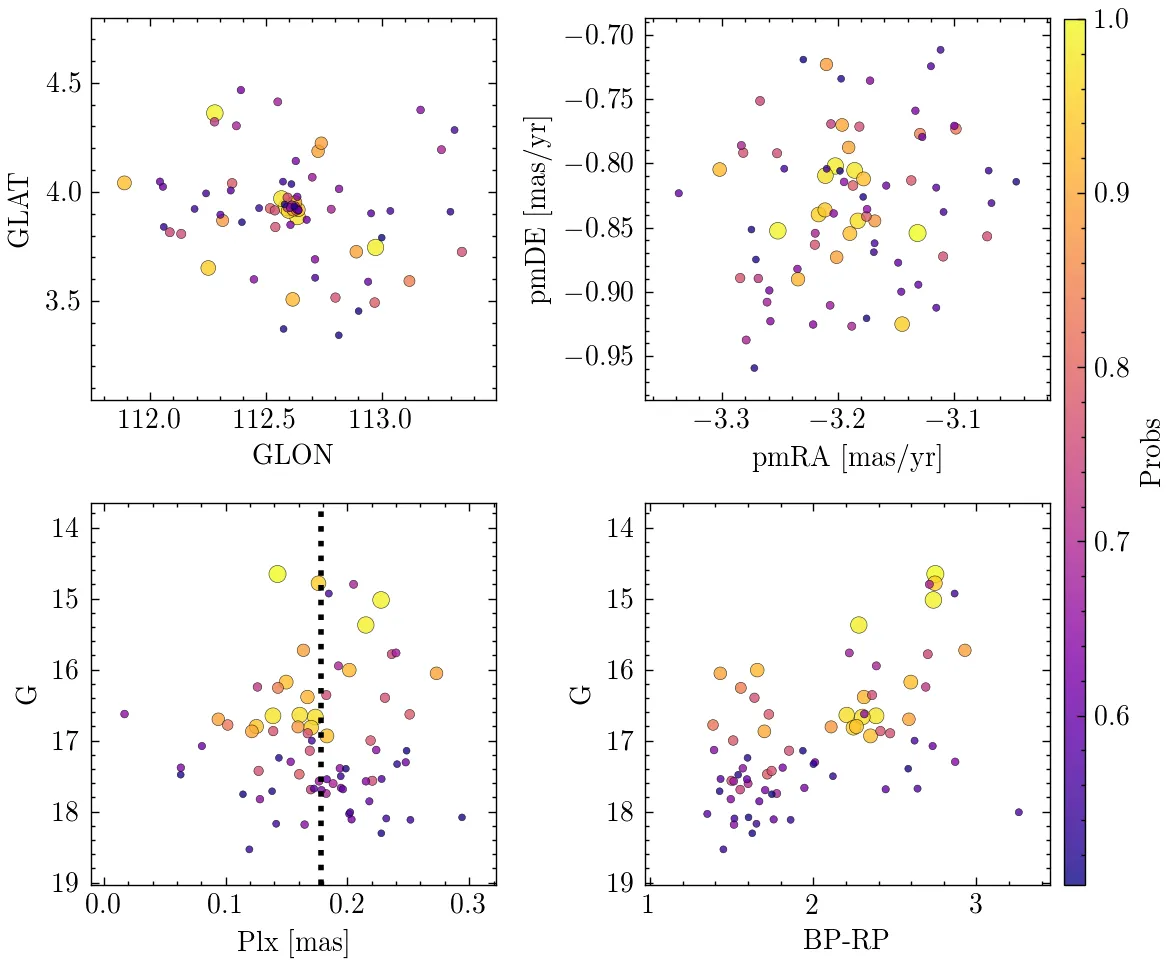 4.5
4.0
3.5
GLAT
112.0 112.5 113.0
GLON
−0.70
−0.75
−0.80
−0.85
−0.90
−0.95
pmDE [mas/yr]
−3.3 −3.2 −3.1
pmRA [mas/yr]
14
15
16
17
18
19
G
0.0 0.1 0.2 0.3
Plx [mas]
14
15
16
17
18
19
G
1 2 3
BP-RP
1.0
0.9
0.8
0.7
0.6
Probs